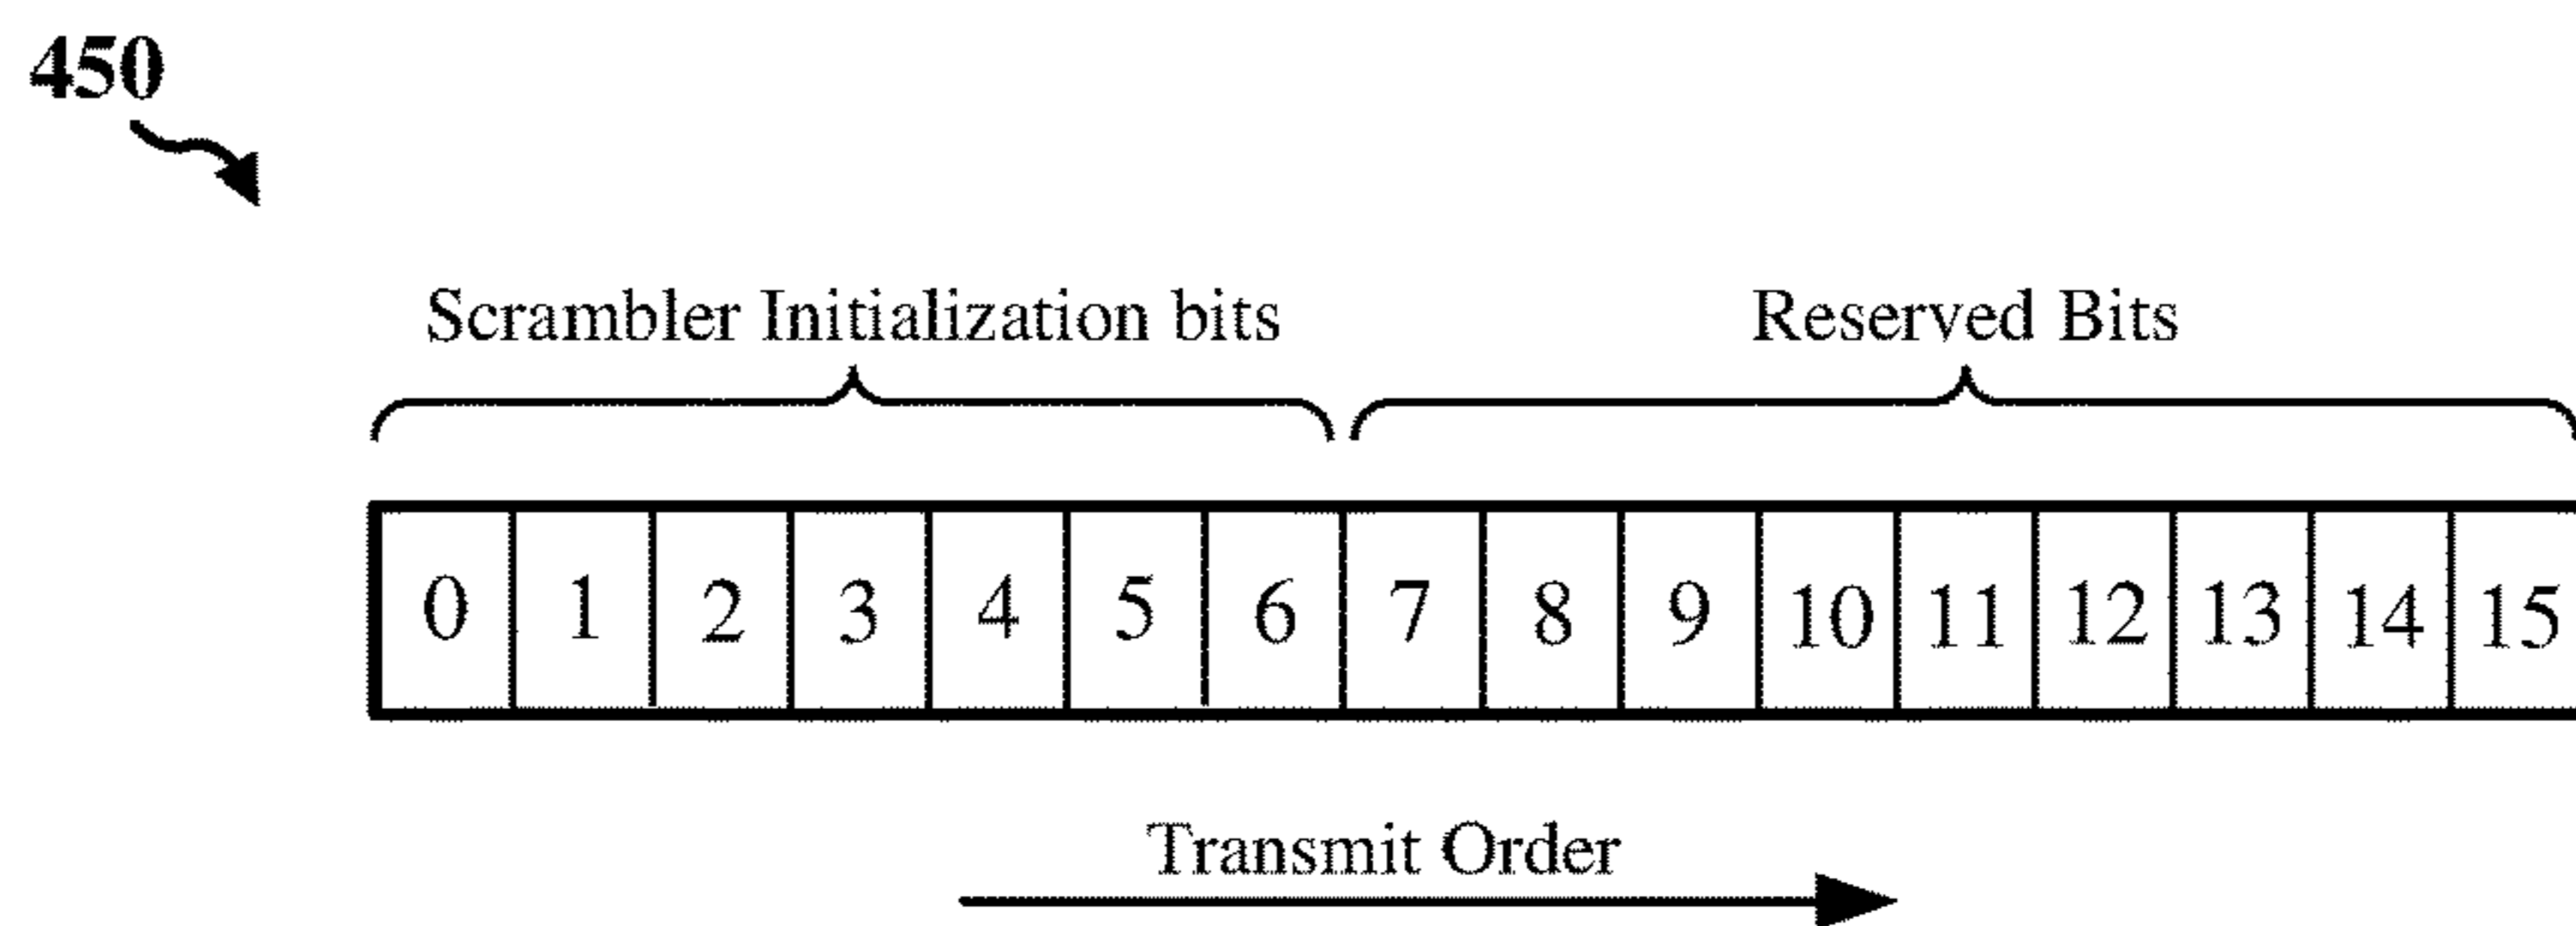 450
Scrambler Initialization bits Reserved Bits
0 1 2 3 4 5 6 7 8 9 10 11 12 13 14 15
Transmit Order